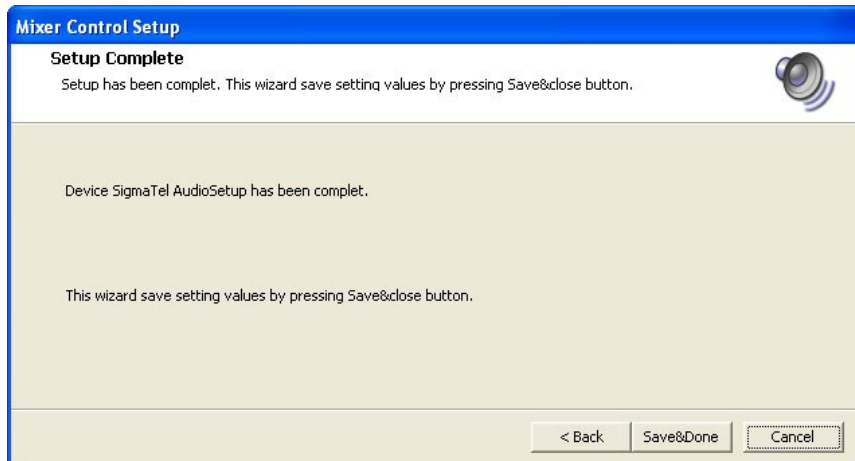 Mixer Control Setup
Setup Complete
Setup has been complet. This wizard save setting values by pressing Save&close button.
Device SigmaTel AudioSetup has been complet.
This wizard save setting values by pressing Save&close button.
< Back Save&Done Cancel